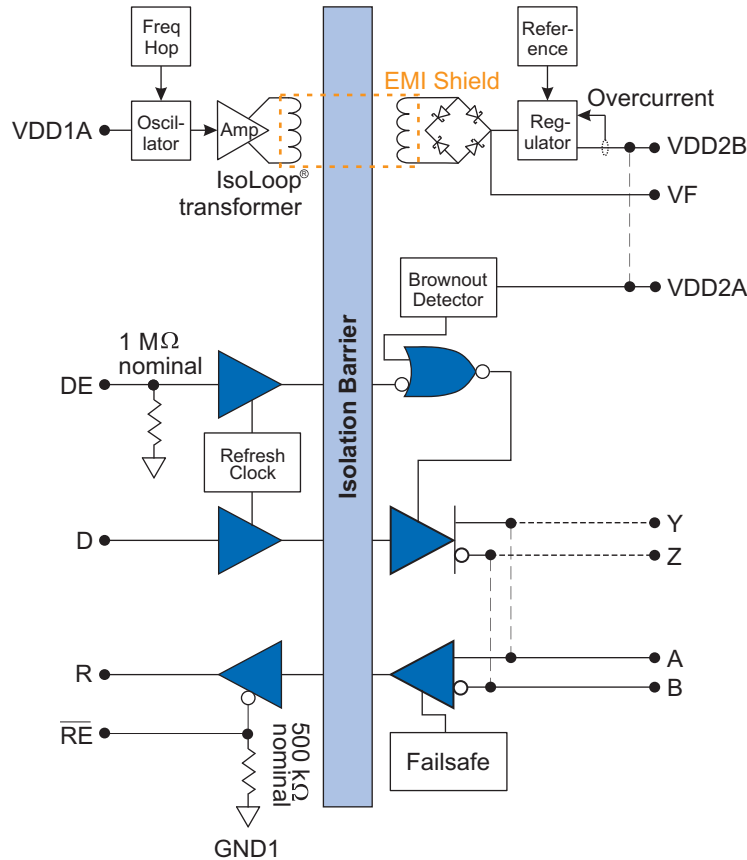 Freq
Hop
Refer-
ence
EMI Shield
Overcurrent
VDD1A
Oscil-
lator
Amp
Reg-
ulator
VDD2B
IsoLoop®
transformer
VF
Brownout
Detector
VDD2A
1 MΩ
nominal
DE
Isolation Barrier
Refresh
Clock
D
Y
Z
R
A
B
RE
500 kΩ
nominal
Failsafe
GND1